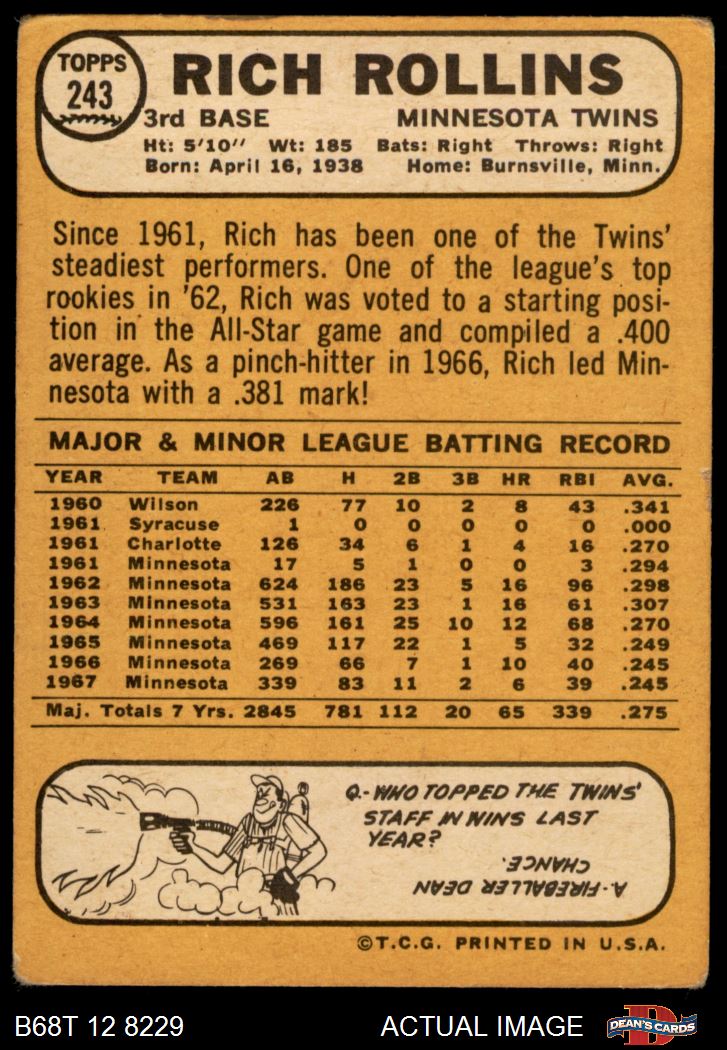 TOPPS
243
RICH ROLLINS
3rd BASE MINNESOTA TWINS
Ht: 5'10" Wt: 185 Bats: Right Throws: Right
Born: April 16, 1938 Home: Burnsville, Minn.
Since 1961, Rich has been one of the Twins'
steadiest performers. One of the league's top
rookies in '62, Rich was voted to a starting posi-
tion in the All-Star game and compiled a .400
average. As a pinch-hitter in 1966, Rich led Min-
nesota with a .381 mark!
MAJOR & MINOR LEAGUE BATTING RECORD
YEAR TEAM AB H 2B 3B HR RBI AVG.
1960 Wilson 226 77 10 2 8 43 .341
1961 Syracuse 1 0 0 0 0 0 .000
1961 Charlotte 126 34 6 1 4 16 .270
1961 Minnesota 17 5 1 0 0 3 .294
1962 Minnesota 624 186 23 5 16 96 .298
1963 Minnesota 531 163 23 1 16 61 .307
1964 Minnesota 596 161 25 10 12 68 .270
1965 Minnesota 469 117 22 1 5 32 .249
1966 Minnesota 269 66 7 1 10 40 .245
1967 Minnesota 339 83 11 2 6 39 .245
Maj. Totals 7 Yrs. 2845 781 112 20 65 339 .275
Q.- WHO TOPPED THE TWINS'
STAFF IN WINS LAST
YEAR?
A.-FIREBALLER DEAN
CHANCE.
©T.C.G. PRINTED IN U.S.A.
B68T 12 8229 ACTUAL IMAGE DEAN'S CARDS